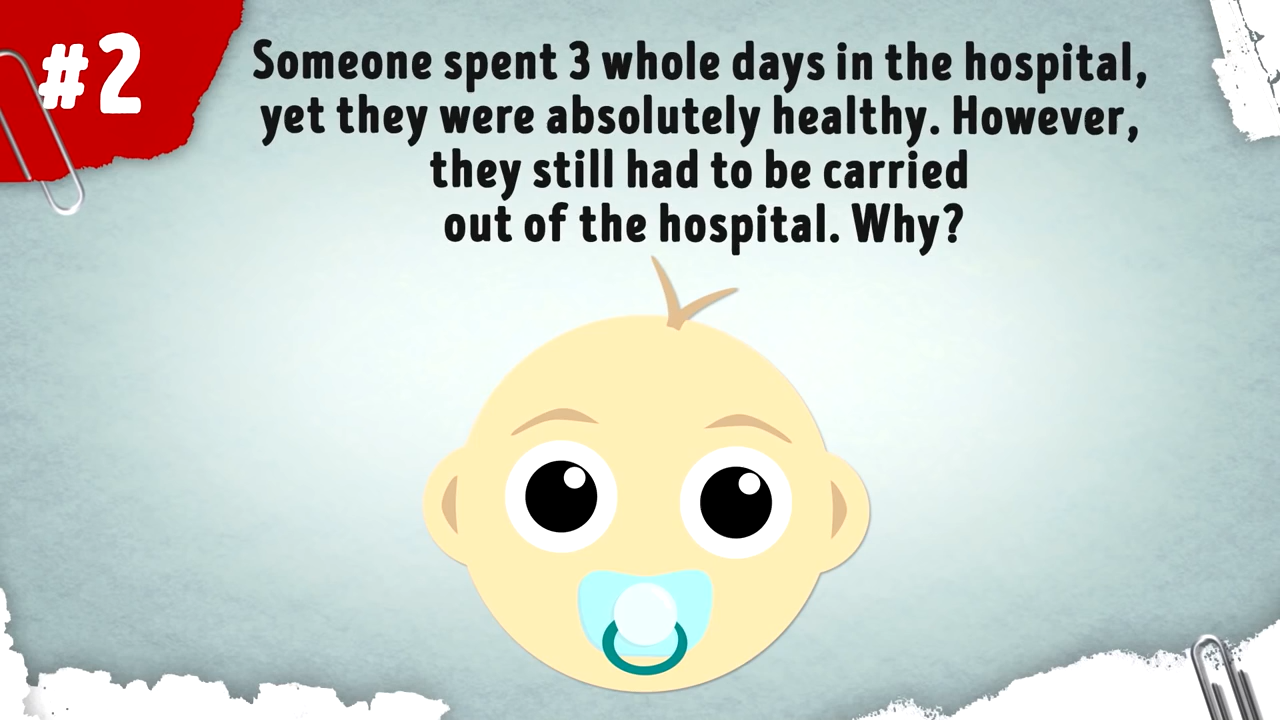 #2
Someone spent 3 whole days in the hospital,
yet they were absolutely healthy. However,
they still had to be carried
out of the hospital. Why?